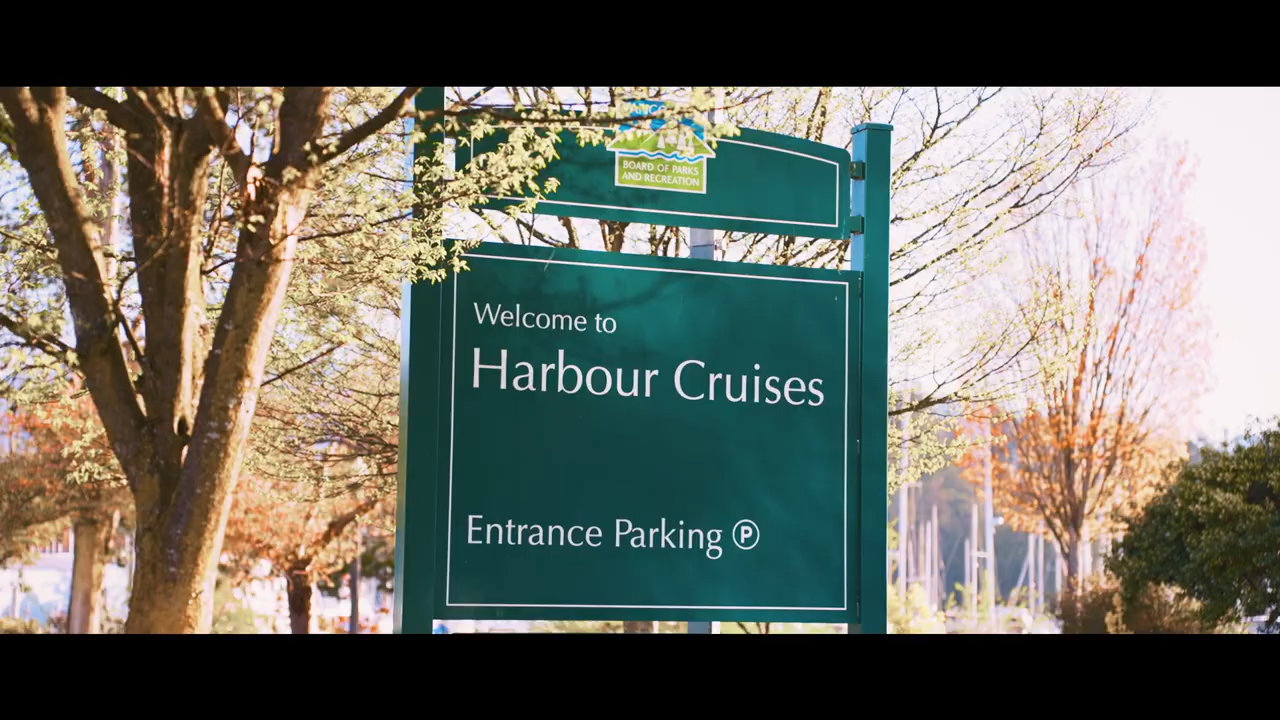 BOARD OF PARKS
AND RECREATION
Welcome to
Harbour Cruises
Entrance Parking Ⓟ